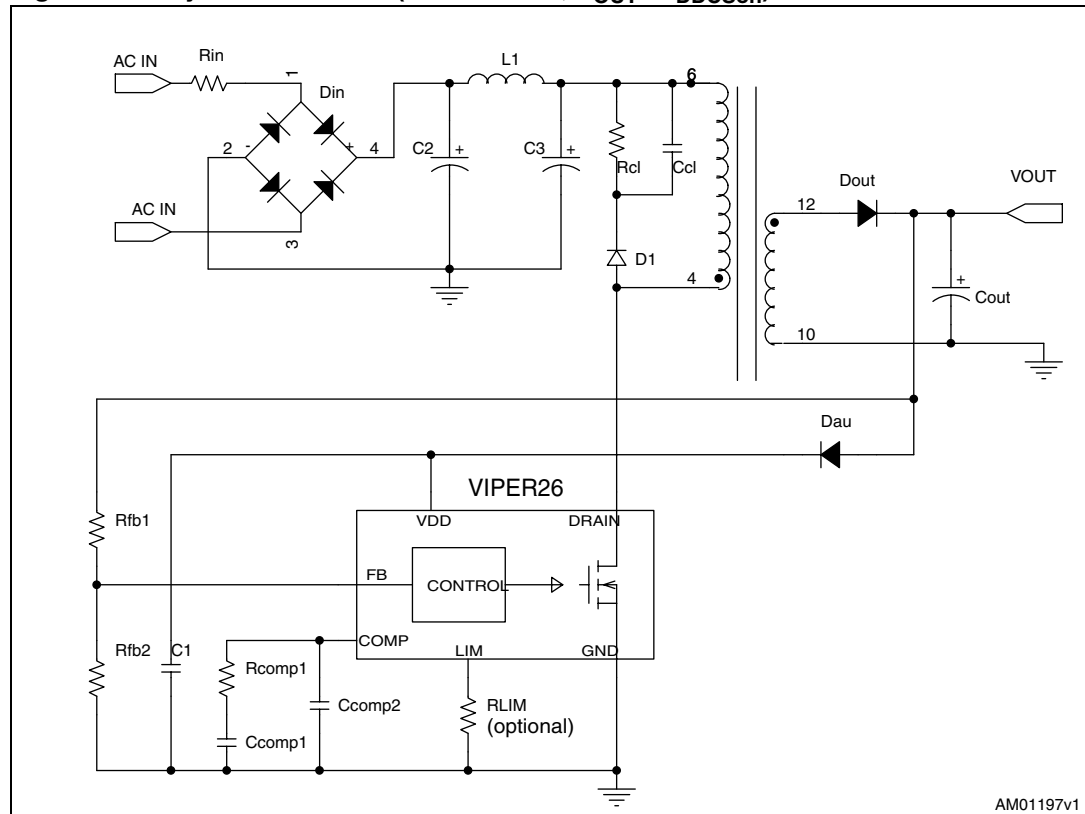 AC IN
Rin
L1
1
Din
6
2
-
+
4
C2
+
C3
+
Rcl
Ccl
AC IN
3
D1
4
Dout
VOUT
12
+
Cout
10
Dau
VIPER26
Rfb1
VDD
DRAIN
FB
CONTROL
COMP
LIM
GND
Rfb2
C1
Rcomp1
Ccomp2
RLIM
(optional)
Ccomp1
AM01197v1